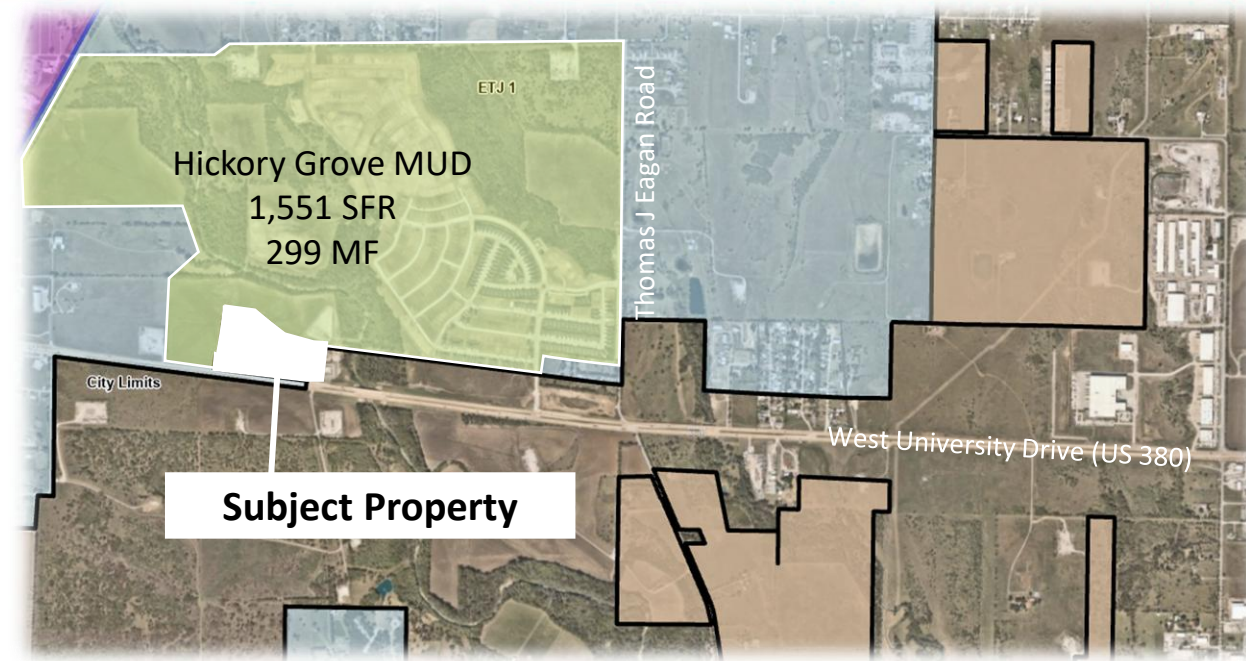 ETJ 1
Thomas J Eagan Road
Hickory Grove MUD
1,551 SFR
299 MF
City Limits
West University Drive (US 380)
Subject Property